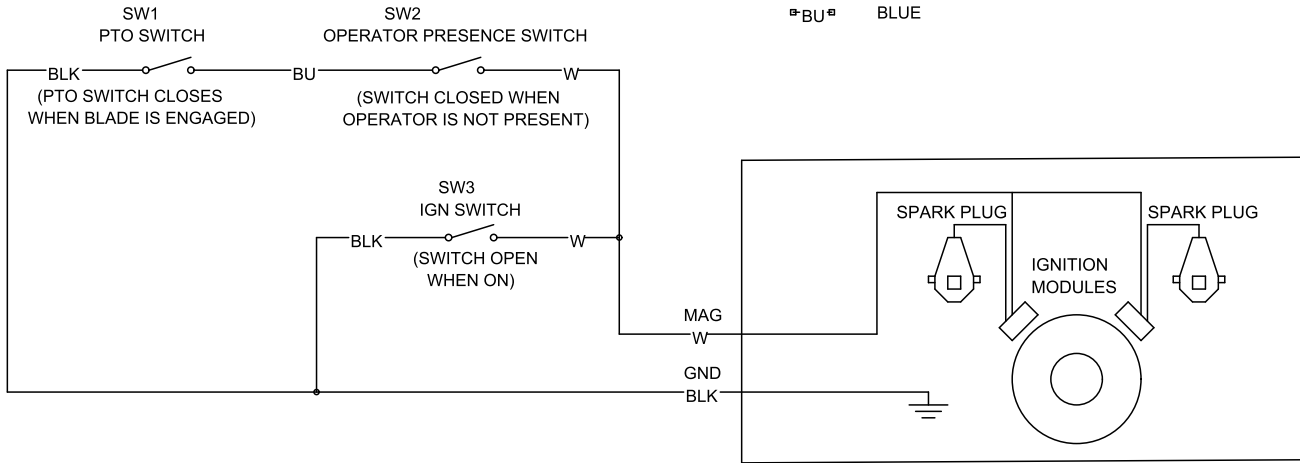 SW1
PTO SWITCH
SW2
OPERATOR PRESENCE SWITCH
BU BLUE
BLK
BU
W
(PTO SWITCH CLOSES
WHEN BLADE IS ENGAGED)
(SWITCH CLOSED WHEN
OPERATOR IS NOT PRESENT)
SW3
IGN SWITCH
BLK
W
(SWITCH OPEN
WHEN ON)
SPARK PLUG
SPARK PLUG
IGNITION
MODULES
MAG
W
GND
BLK